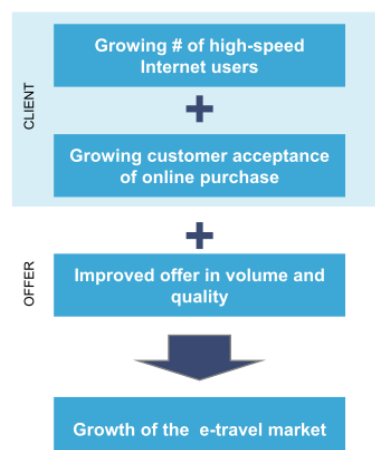 CLIENT
Growing # of high-speed
Internet users
+
Growing customer acceptance
of online purchase
+
OFFER
Improved offer in volume and
quality
Growth of the e-travel market